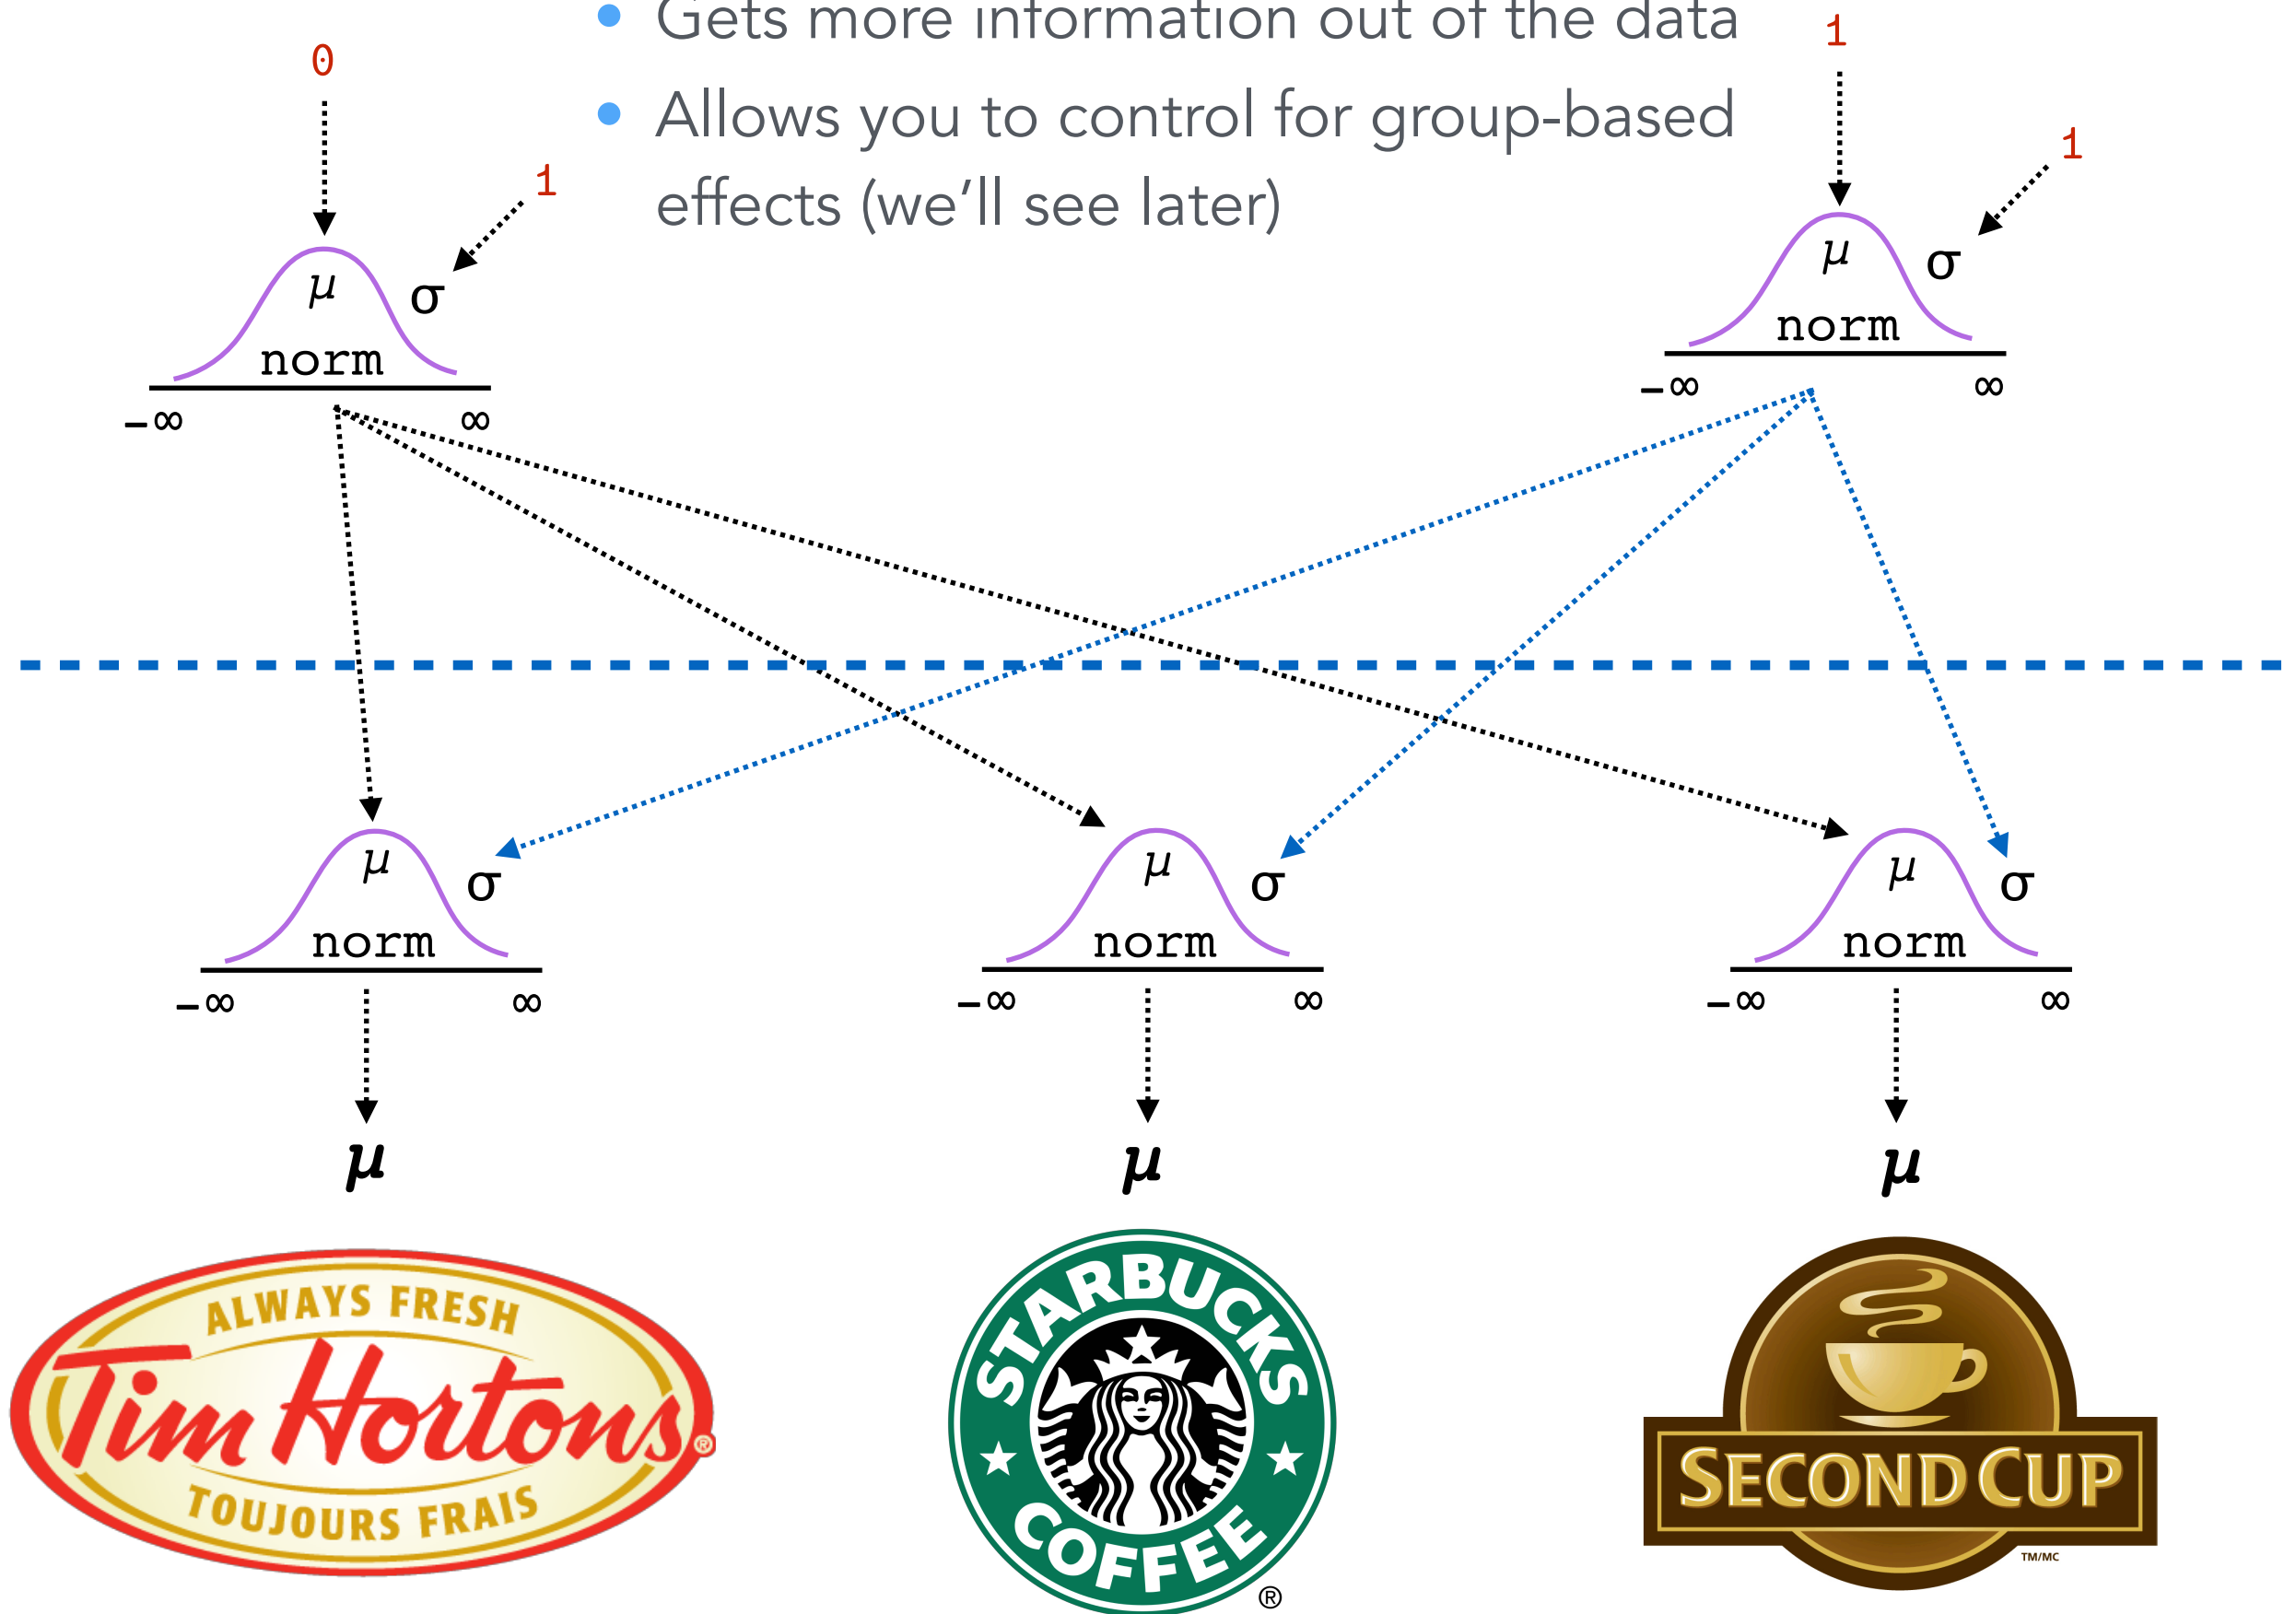 • Gets more information out of the data
• Allows you to control for group-based
effects (we'll see later)
0
1
1
1
μ
σ
norm
-∞ ∞
μ
σ
norm
-∞ ∞
μ
σ
norm
-∞ ∞
μ
σ
norm
-∞ ∞
μ
σ
norm
-∞ ∞
μ
μ
μ
ALWAYS FRESH
Tim Hortons®
TOUJOURS FRAIS
STARBUCKS
COFFEE
®
SECOND CUP
TM/MC